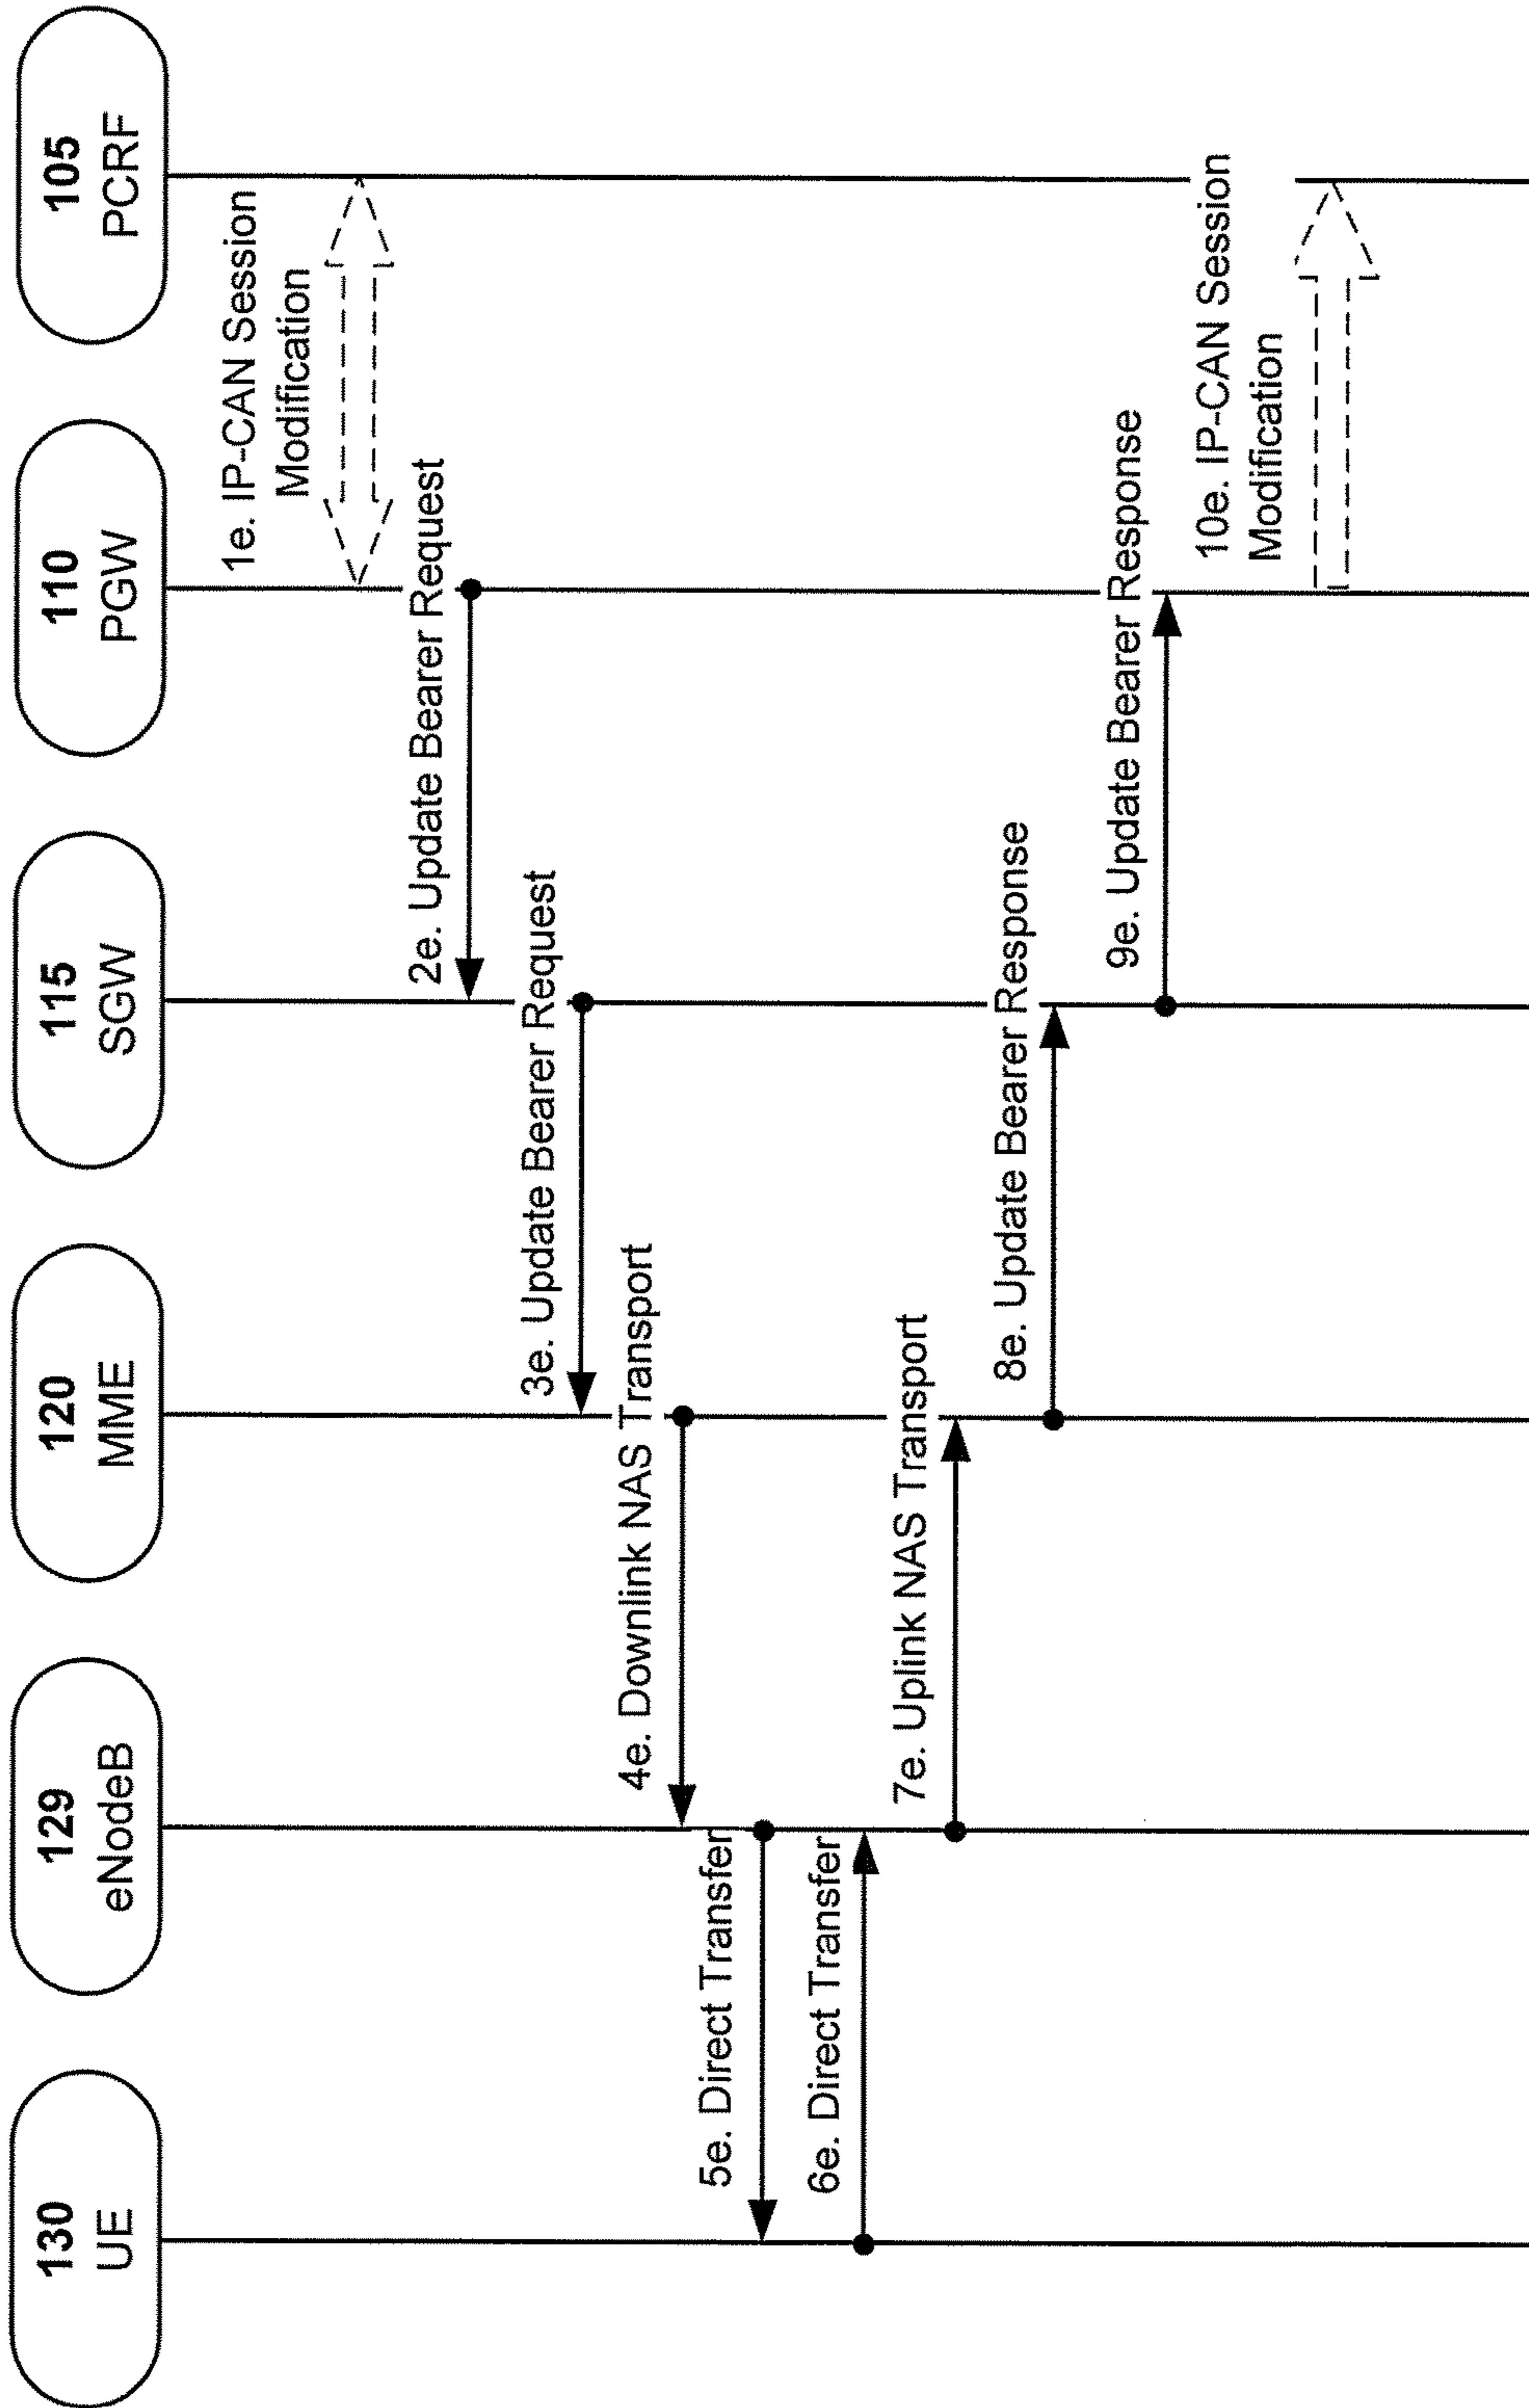 130
UE
129
eNodeB
120
MME
115
SGW
110
PGW
105
PCRF
1e. IP-CAN Session
Modification
2e. Update Bearer Request
3e. Update Bearer Request
4e. Downlink NAS Transport
5e. Direct Transfer
6e. Direct Transfer
7e. Uplink NAS Transport
8e. Update Bearer Response
9e. Update Bearer Response
10e. IP-CAN Session
Modification